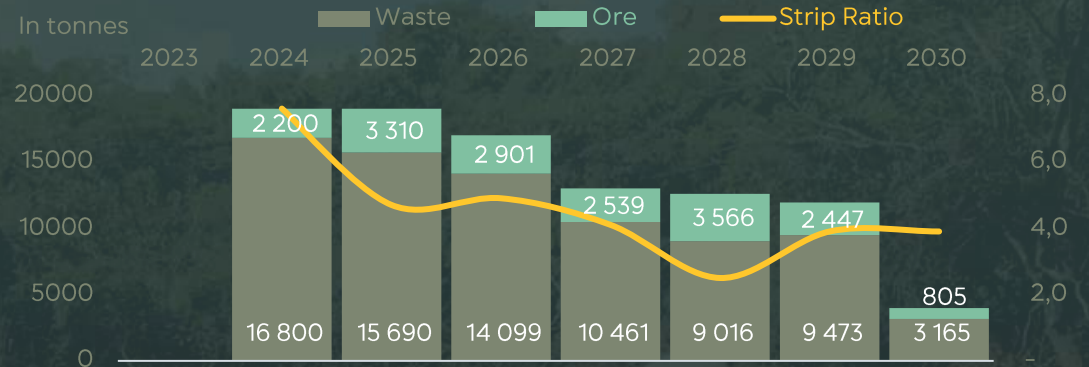 In tonnes
Waste Ore Strip Ratio
2023 2024 2025 2026 2027 2028 2029 2030
20000 8,0
2 200 3 310
15000 2 901 6,0
2 539 3 566 2 447
10000 4,0
5000 2,0
805
16 800 15 690 14 099 10 461 9 016 9 473 3 165
0 –